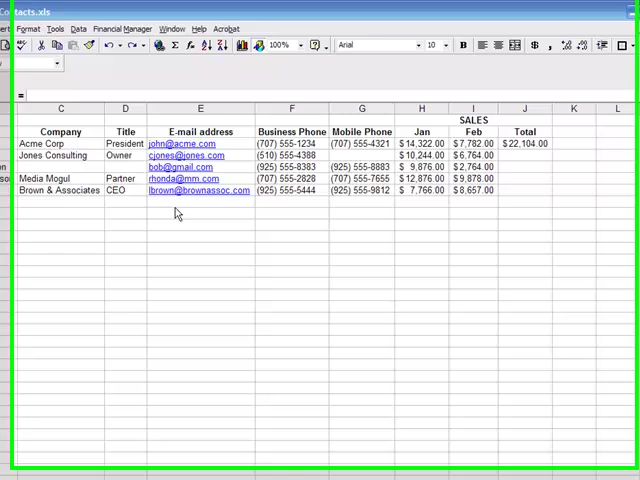 Contacts.xls
Format Tools Data Financial Manager Window Help Acrobat
100% Arial 10 B $ %
=
C D E F G H I J K L
SALES
Company Title E-mail address Business Phone Mobile Phone Jan Feb Total
Acme Corp President john@acme.com (707) 555-1234 (707) 555-4321 $ 14,322.00 $ 7,782.00 $ 22,104.00
Jones Consulting Owner cjones@jones.com (510) 555-4388 $ 10,244.00 $ 6,764.00
bob@gmail.com (925) 555-8383 (925) 555-8883 $ 9,876.00 $ 2,764.00
Media Mogul Partner rhonda@mm.com (707) 555-2828 (707) 555-7655 $ 12,876.00 $ 9,878.00
Brown & Associates CEO lbrown@brownassoc.com (925) 555-5444 (925) 555-9812 $ 7,766.00 $ 8,657.00